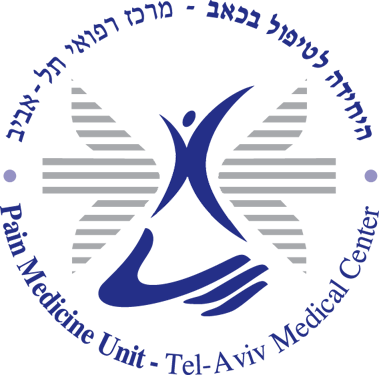 היחידה לטיפול בכאב - מרכז רפואי תל-אביב
Pain Medicine Unit - Tel-Aviv Medical Center